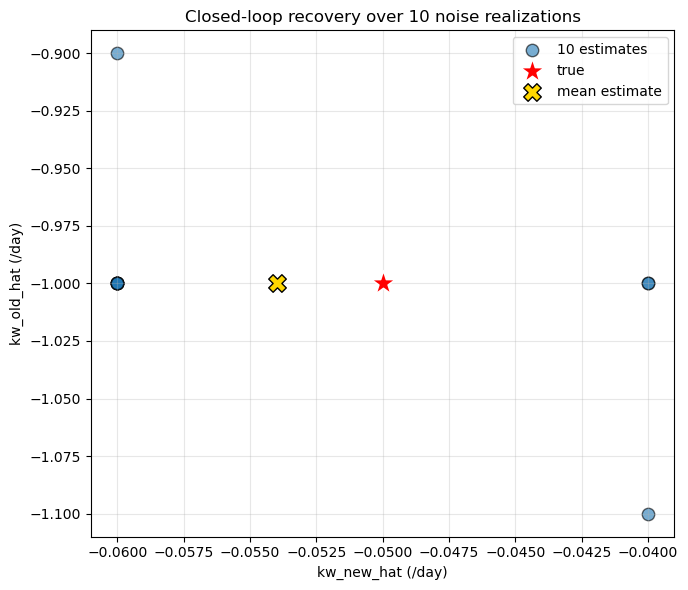 Closed-loop recovery over 10 noise realizations
10 estimates
true
mean estimate
−0.900
−0.925
−0.950
−0.975
−1.000
−1.025
−1.050
−1.075
−1.100
kw_old_hat (/day)
−0.0600 −0.0575 −0.0550 −0.0525 −0.0500 −0.0475 −0.0450 −0.0425 −0.0400
kw_new_hat (/day)